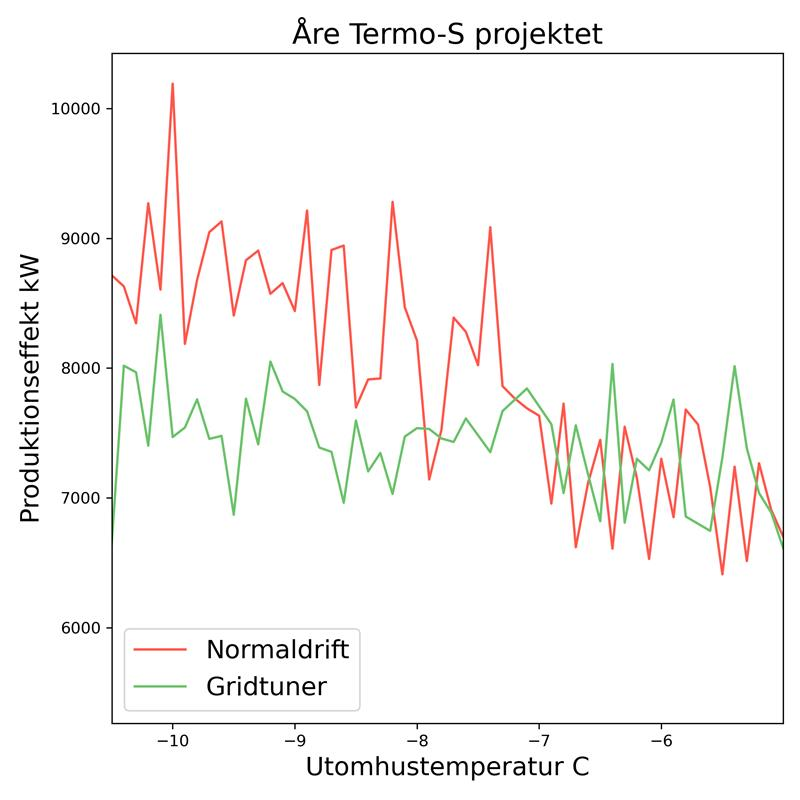 Åre Termo-S projektet
Produktionseffekt kW
10000
9000
8000
7000
6000
Normaldrift
Gridtuner
−10
−9
−8
−7
−6
Utomhustemperatur C